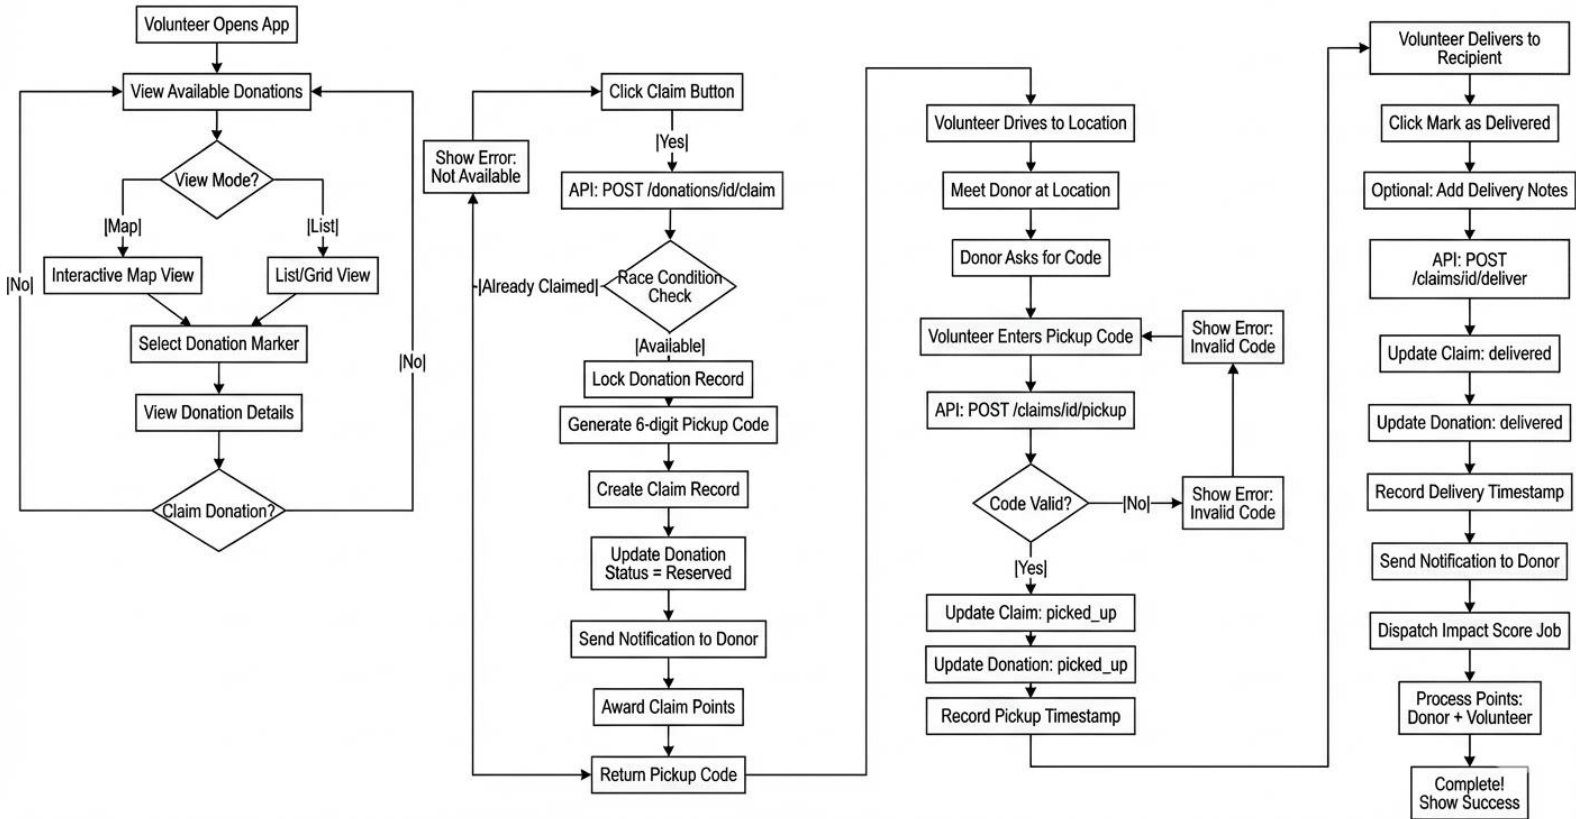 Volunteer Opens App
View Available Donations
View Mode?
|Map|
|List|
Interactive Map View
List/Grid View
|No|
Select Donation Marker
|No|
View Donation Details
Claim Donation?
Click Claim Button
|Yes|
Show Error:
Not Available
API: POST /donations/id/claim
|Already Claimed|
Race Condition
Check
|Available|
Lock Donation Record
Generate 6-digit Pickup Code
Create Claim Record
Update Donation
Status = Reserved
Send Notification to Donor
Award Claim Points
Return Pickup Code
Volunteer Drives to Location
Meet Donor at Location
Donor Asks for Code
Volunteer Enters Pickup Code
Show Error:
Invalid Code
API: POST /claims/id/pickup
Code Valid?
|No|
Show Error:
Invalid Code
|Yes|
Update Claim: picked_up
Update Donation: picked_up
Record Pickup Timestamp
Volunteer Delivers to
Recipient
Click Mark as Delivered
Optional: Add Delivery Notes
API: POST
/claims/id/deliver
Update Claim: delivered
Update Donation: delivered
Record Delivery Timestamp
Send Notification to Donor
Dispatch Impact Score Job
Process Points:
Donor + Volunteer
Complete!
Show Success